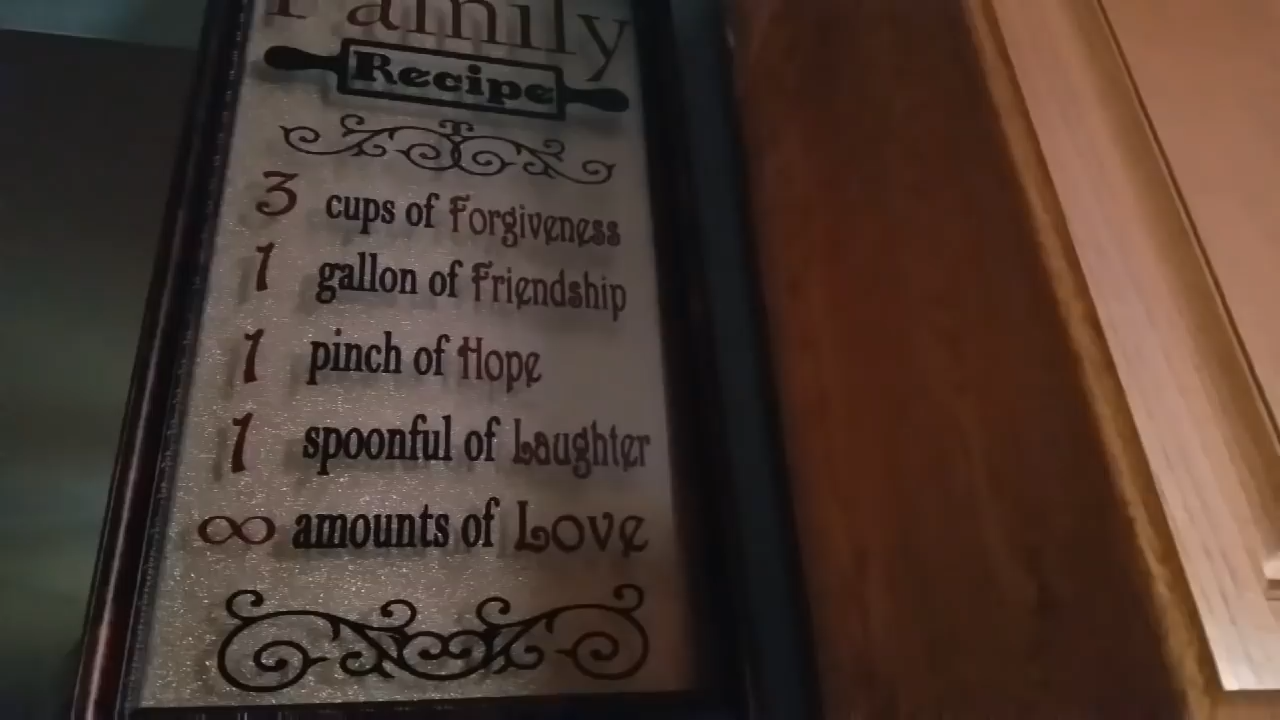 Family
Recipe
3 cups of Forgiveness
1 gallon of Friendship
1 pinch of Hope
1 spoonful of Laughter
∞ amounts of Love